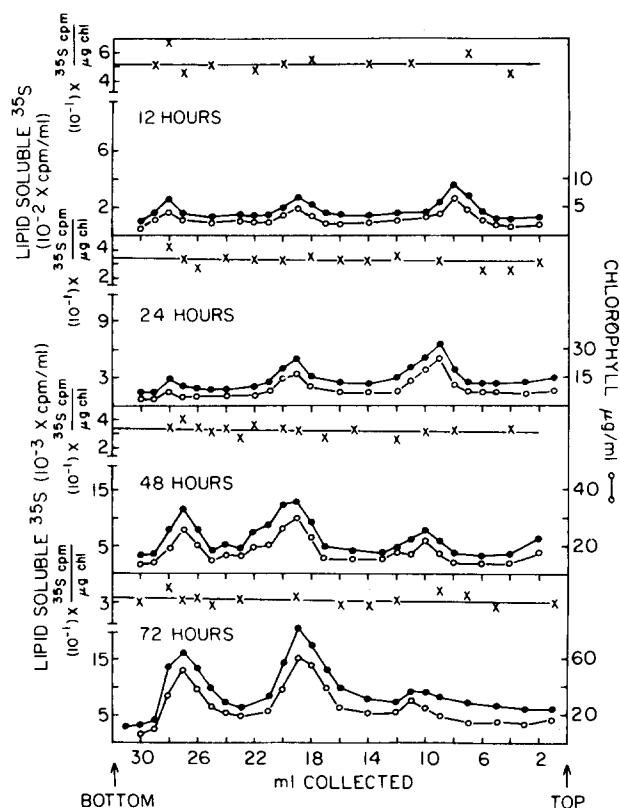 LIPID SOLUBLE ³⁵S
(10⁻² X cpm/ml)
(10⁻¹) X ³⁵S cpm / μg chl
6
4
12 HOURS
6
2
10
5
(10⁻¹) X ³⁵S cpm / μg chl
4
2
24 HOURS
9
3
30
15
LIPID SOLUBLE ³⁵S (10⁻³ X cpm/ml)
(10⁻¹) X ³⁵S cpm / μg chl
4
2
48 HOURS
15
5
40
20
(10⁻¹) X ³⁵S cpm / μg chl
3
72 HOURS
15
5
60
20
CHLOROPHYLL μg/ml
30 26 22 18 14 10 6 2
ml COLLECTED
BOTTOM
TOP